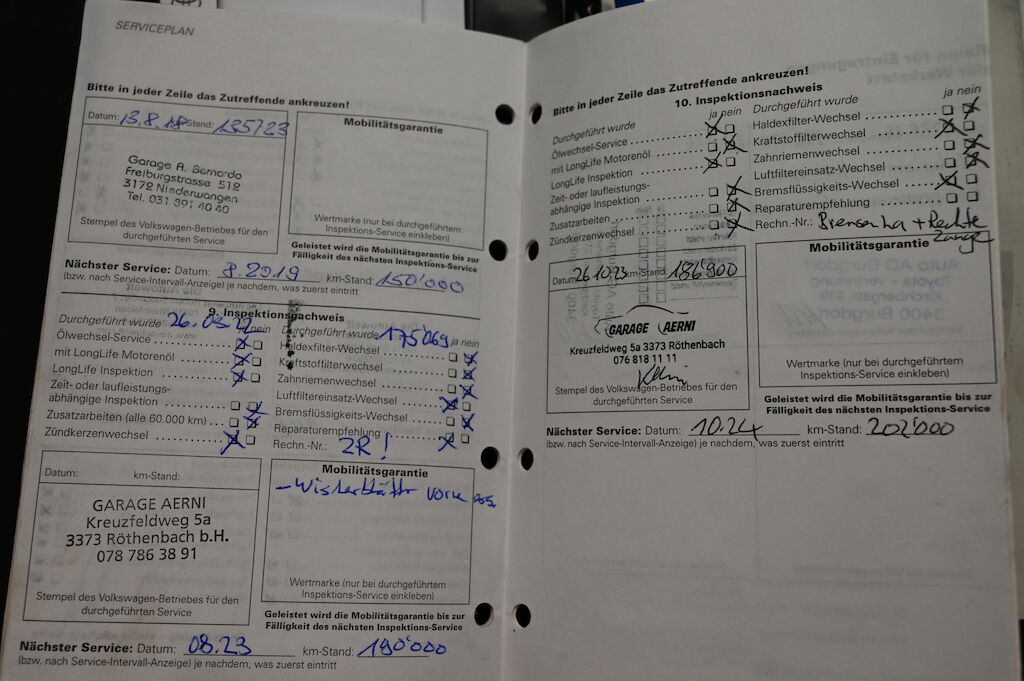 SERVICEPLAN
Bitte in jeder Zeile das Zutreffende ankreuzen!
Datum: 13.8.18 km-Stand: 135723
Garage A. Bernardo
Freiburgstrasse 512
3172 Niederwangen
Tel. 031 891 40 40
Stempel des Volkswagen-Betriebes für den
durchgeführten Service
Mobilitätsgarantie
Wertmarke (nur bei durchgeführtem
Inspektions-Service einkleben)
Geleistet wird die Mobilitätsgarantie bis zur
Fälligkeit des nächsten Inspektions-Service
Nächster Service: Datum: 8.2019 km-Stand: 150'000
(bzw. nach Service-Intervall-Anzeige) je nachdem, was zuerst eintritt
9. Inspektionsnachweis
Durchgeführt wurde 26.08.22 ja nein
Ölwechsel-Service
mit LongLife Motorenöl
LongLife Inspektion
Zeit- oder laufleistungs-
abhängige Inspektion
Zusatzarbeiten (alle 60.000 km)
Zündkerzenwechsel
Durchgeführt wurde 175069 ja nein
Haldexfilter-Wechsel
Kraftstoffilterwechsel
Zahnriemenwechsel
Luftfiltereinsatz-Wechsel
Bremsflüssigkeits-Wechsel
Reparaturempfehlung
Rechn.-Nr.: ZR!
Datum: km-Stand:
GARAGE AERNI
Kreuzfeldweg 5a
3373 Röthenbach b.H.
078 786 38 91
Stempel des Volkswagen-Betriebes für den
durchgeführten Service
Mobilitätsgarantie
vorne
Wertmarke (nur bei durchgeführtem
Inspektions-Service einkleben)
Geleistet wird die Mobilitätsgarantie bis zur
Fälligkeit des nächsten Inspektions-Service
Nächster Service: Datum: 08.23 km-Stand: 190'000
(bzw. nach Service-Intervall-Anzeige) je nachdem, was zuerst eintritt
Bitte in jeder Zeile das Zutreffende ankreuzen!
10. Inspektionsnachweis
Durchgeführt wurde ja nein
Ölwechsel-Service
mit LongLife Motorenöl
LongLife Inspektion
Zeit- oder laufleistungs-
abhängige Inspektion
Zusatzarbeiten
Zündkerzenwechsel
Durchgeführt wurde ja nein
Haldexfilter-Wechsel
Kraftstoffilterwechsel
Zahnriemenwechsel
Luftfiltereinsatz-Wechsel
Bremsflüssigkeits-Wechsel
Reparaturempfehlung
Rechn.-Nr.: + Rechte
Zange
Datum: 26.10.23 km-Stand: 186'900
GARAGE AERNI
Kreuzfeldweg 5a 3373 Röthenbach
076 818 11 11
Stempel des Volkswagen-Betriebes für den
durchgeführten Service
Mobilitätsgarantie
Wertmarke (nur bei durchgeführtem
Inspektions-Service einkleben)
Geleistet wird die Mobilitätsgarantie bis zur
Fälligkeit des nächsten Inspektions-Service
Nächster Service: Datum: 10.24 km-Stand: 202'000
(bzw. nach Service-Intervall-Anzeige) je nachdem, was zuerst eintritt